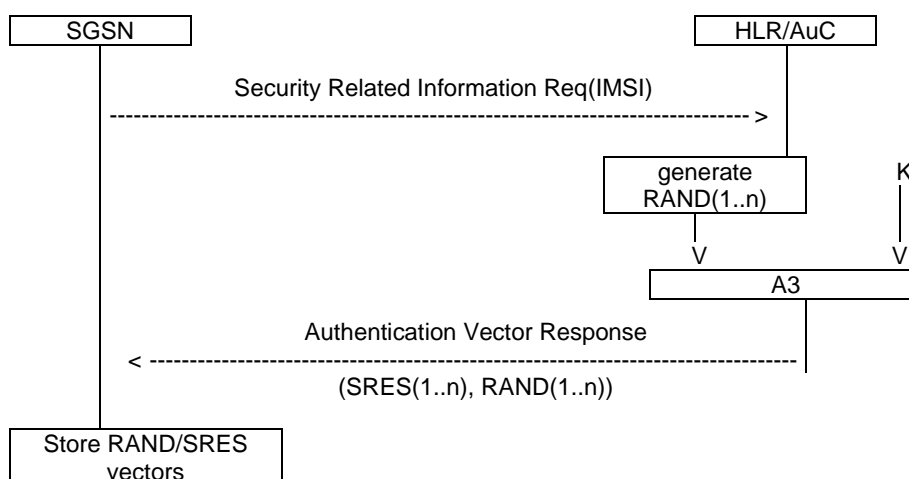 SGSN HLR/AuC
Security Related Information Req(IMSI)
------------------------------------------------------------------------------- >
generate K
RAND(1..n)
V V
A3
Authentication Vector Response
< --------------------------------------------------------------------------------
(SRES(1..n), RAND(1..n))
Store RAND/SRES
vectors